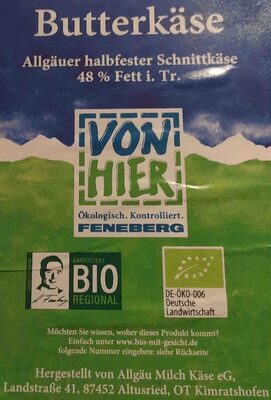 Butterkäse
Allgäuer halbfester Schnittkäse
48 % Fett i. Tr.
VON
HIER
Ökologisch. Kontrolliert.
FENEBERG
GARANTIERT
BIO
REGIONAL
DE-ÖKO-006
Deutsche
Landwirtschaft
Möchten Sie wissen, woher dieses Produkt kommt?
Einfach unter www.bio-mit-gesicht.de
folgende Nummer eingeben: siehe Rückseite
Hergestellt von Allgäu Milch Käse eG,
Landstraße 41, 87452 Altusried, OT Kimratshofen